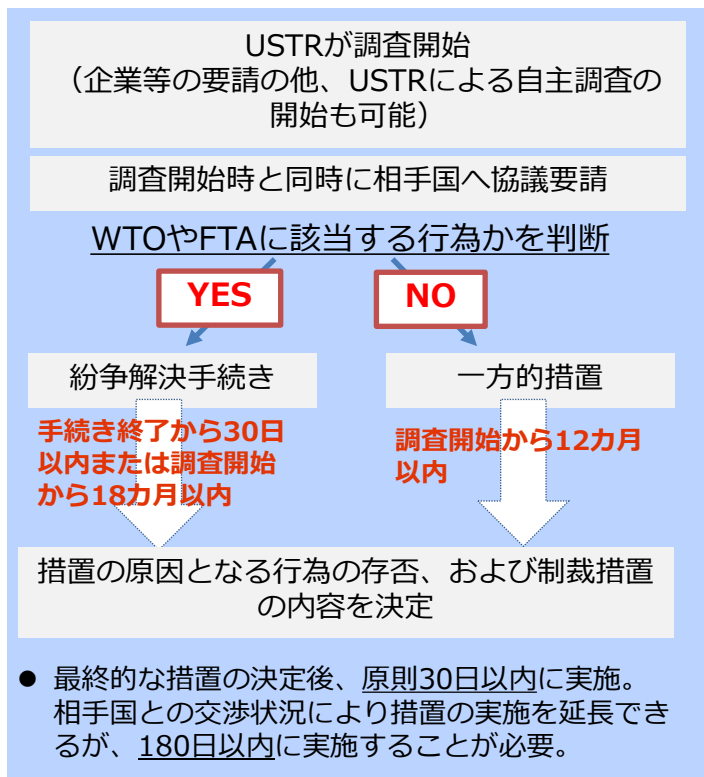 USTRが調査開始
（企業等の要請の他、USTRによる自主調査の
開始も可能）
調査開始時と同時に相手国へ協議要請
WTOやFTAに該当する行為かを判断
YES
NO
紛争解決手続き
一方的措置
手続き終了から30日
以内または調査開始
から18カ月以内
調査開始から12カ月
以内
措置の原因となる行為の存否、および制裁措置
の内容を決定
● 最終的な措置の決定後、原則30日以内に実施。
相手国との交渉状況により措置の実施を延長でき
るが、180日以内に実施することが必要。